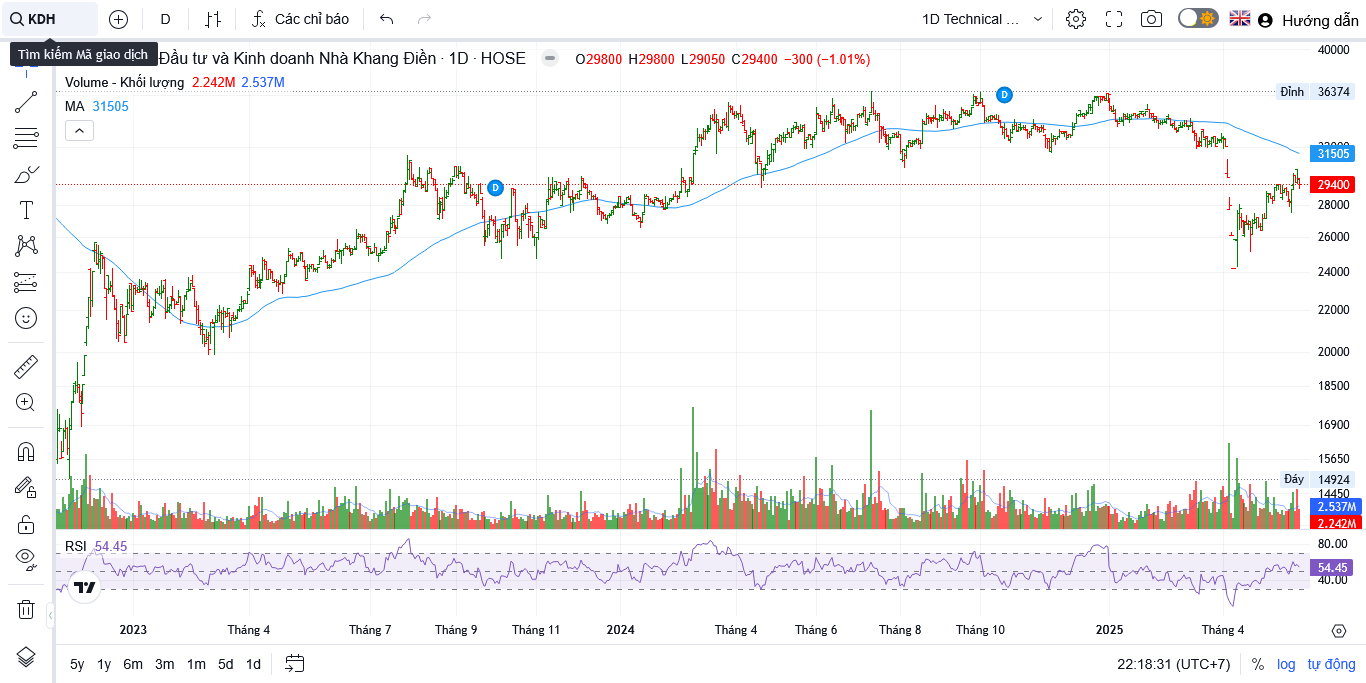 KDH
D
Các chỉ báo
1D Technical ...
Hướng dẫn
Tìm kiếm Mã giao dịch
Đầu tư và Kinh doanh Nhà Khang Điền · 1D · HOSE
O29800 H29800 L29050 C29400 −300 (−1.01%)
Volume - Khối lượng 2.242M 2.537M
MA 31505
D
D
40000
Đỉnh 36374
32000
31505
29400
28000
26000
24000
22000
20000
18500
16900
15650
Đáy 14924
14450
2.537M
2.242M
RSI 54.45
80.00
54.45
40.00
2023 Tháng 4 Tháng 7 Tháng 9 Tháng 11 2024 Tháng 4 Tháng 6 Tháng 8 Tháng 10 2025 Tháng 4
5y 1y 6m 3m 1m 5d 1d
22:18:31 (UTC+7) % log tự động